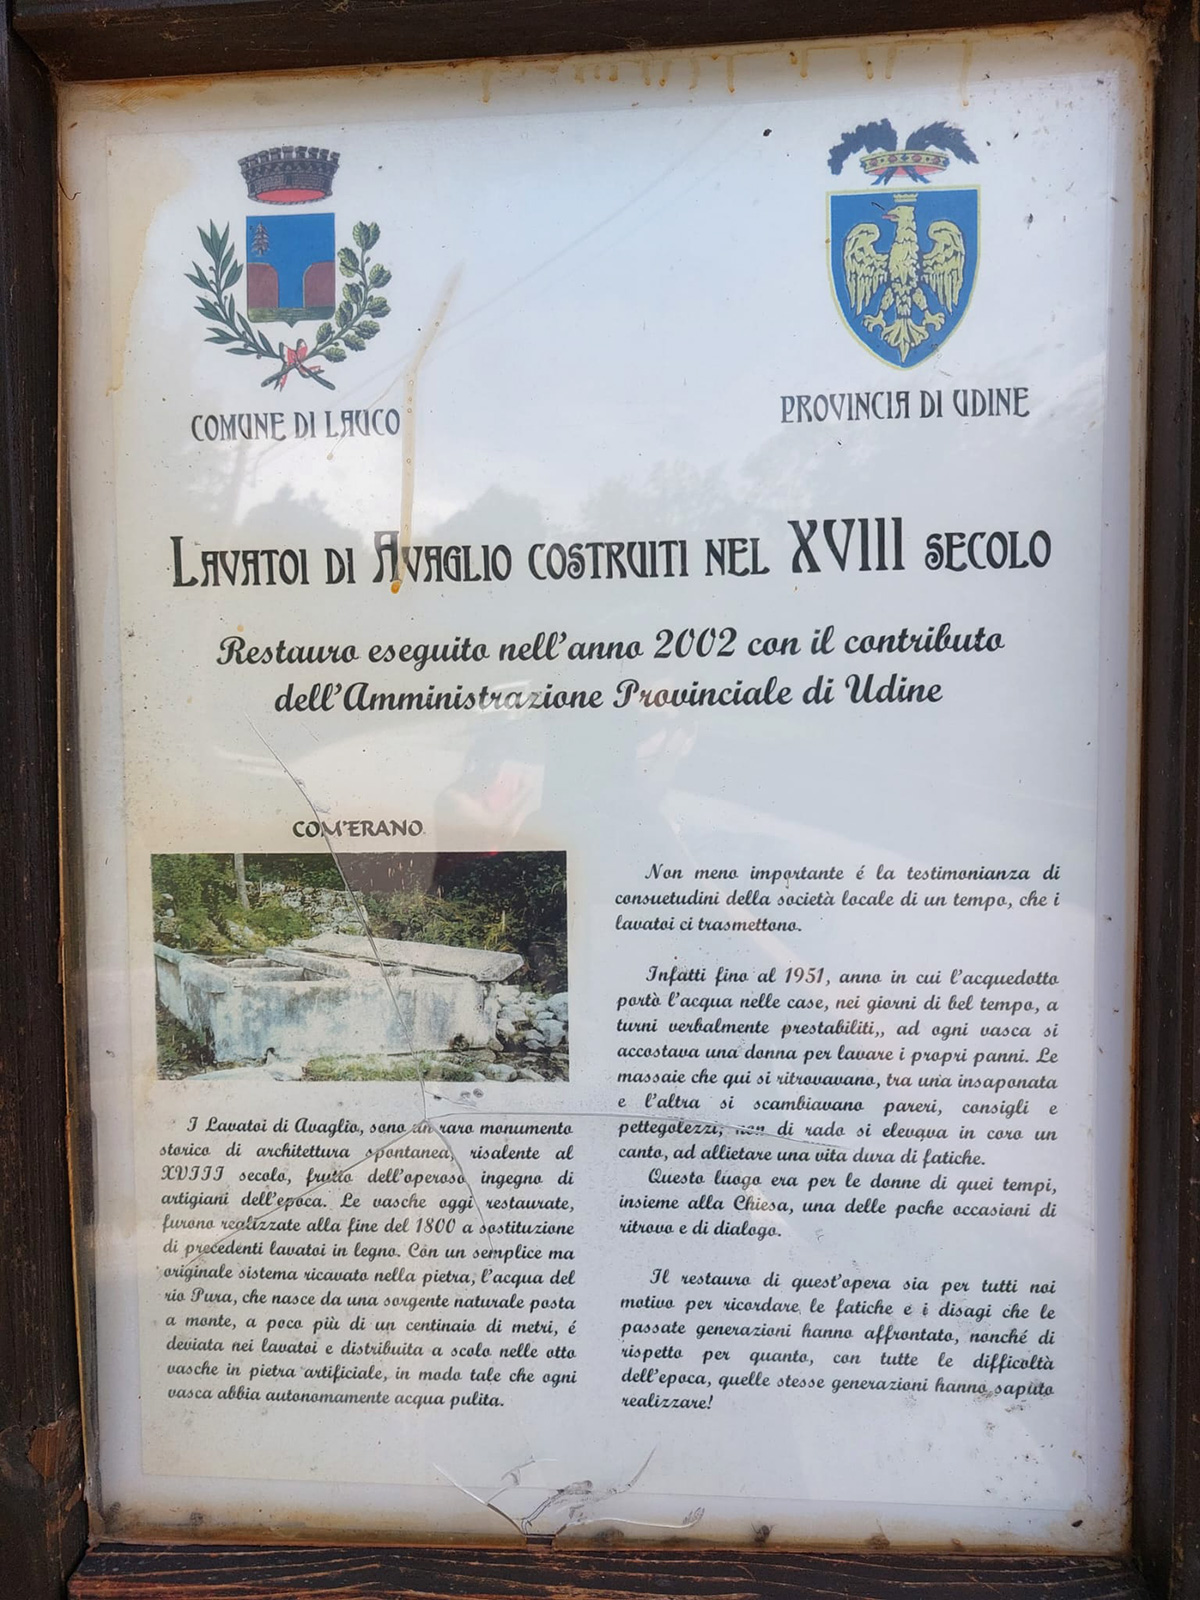 COMUNE DI LAUCO
PROVINCIA DI UDINE
LAVATOI DI AVAGLIO COSTRUITI NEL XVIII SECOLO
Restauro eseguito nell'anno 2002 con il contributo
dell'Amministrazione Provinciale di Udine
COM'ERANO
I Lavatoi di Avaglio, sono un raro monumento
storico di architettura spontanea, risalente al
XVIII secolo, frutto dell'operoso ingegno di
artigiani dell'epoca. Le vasche oggi restaurate,
furono realizzate alla fine del 1800 a sostituzione
di precedenti lavatoi in legno. Con un semplice ma
originale sistema ricavato nella pietra, l'acqua del
rio Pura, che nasce da una sorgente naturale posta
a monte, a poco più di un centinaio di metri, é
deviata nei lavatoi e distribuita a scolo nelle otto
vasche in pietra artificiale, in modo tale che ogni
vasca abbia autonomamente acqua pulita.
Non meno importante é la testimonianza di
consuetudini della società locale di un tempo, che i
lavatoi ci trasmettono.
Infatti fino al 1951, anno in cui l'acquedotto
portò l'acqua nelle case, nei giorni di bel tempo, a
turni verbalmente prestabiliti,, ad ogni vasca si
accostava una donna per lavare i propri panni. Le
massaie che qui si ritrovavano, tra una insaponata
e l'altra si scambiavano pareri, consigli e
pettegolezzi; non di rado si elevava in coro un
canto, ad allietare una vita dura di fatiche.
Questo luogo era per le donne di quei tempi,
insieme alla Chiesa, una delle poche occasioni di
ritrovo e di dialogo.
Il restauro di quest'opera sia per tutti noi
motivo per ricordare le fatiche e i disagi che le
passate generazioni hanno affrontato, nonché di
rispetto per quanto, con tutte le difficoltà
dell'epoca, quelle stesse generazioni hanno saputo
realizzare!